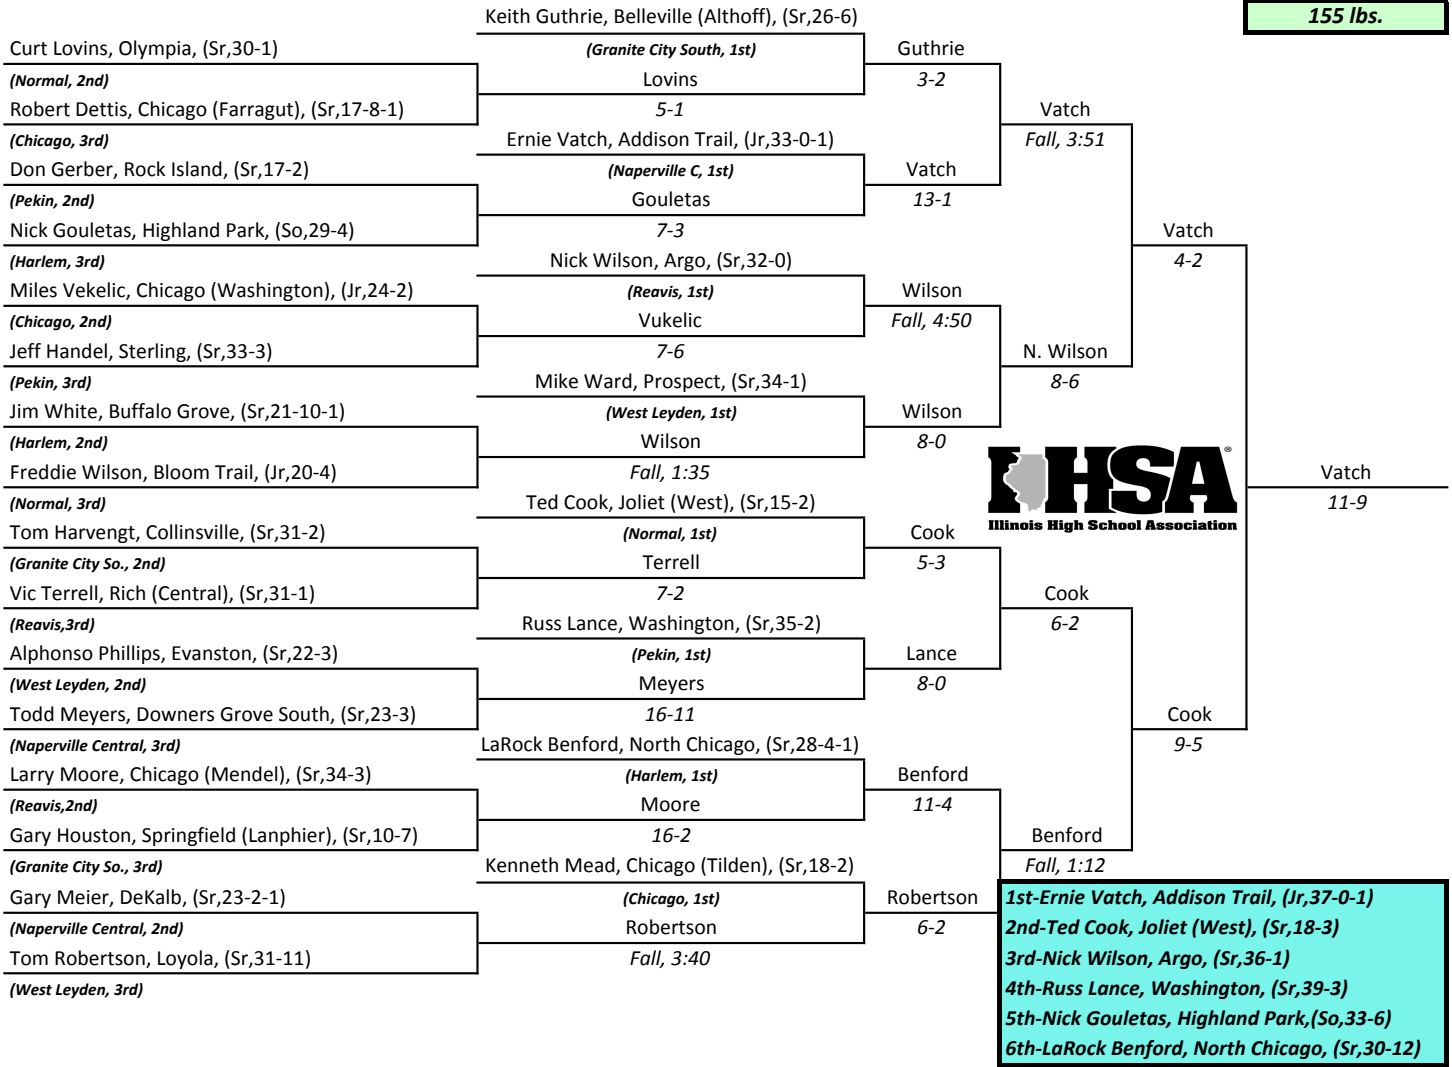 Keith Guthrie, Belleville (Althoff), (Sr,26-6)
155 lbs.
Curt Lovins, Olympia, (Sr,30-1)
(Granite City South, 1st)
Guthrie
(Normal, 2nd)
Lovins
3-2
Robert Dettis, Chicago (Farragut), (Sr,17-8-1)
5-1
Vatch
(Chicago, 3rd)
Ernie Vatch, Addison Trail, (Jr,33-0-1)
Fall, 3:51
Don Gerber, Rock Island, (Sr,17-2)
(Naperville C, 1st)
Vatch
(Pekin, 2nd)
Gouletas
13-1
Nick Gouletas, Highland Park, (So,29-4)
7-3
Vatch
(Harlem, 3rd)
Nick Wilson, Argo, (Sr,32-0)
4-2
Miles Vekelic, Chicago (Washington), (Jr,24-2)
(Reavis, 1st)
Wilson
(Chicago, 2nd)
Vukelic
Fall, 4:50
Jeff Handel, Sterling, (Sr,33-3)
7-6
N. Wilson
(Pekin, 3rd)
Mike Ward, Prospect, (Sr,34-1)
8-6
Jim White, Buffalo Grove, (Sr,21-10-1)
(West Leyden, 1st)
Wilson
(Harlem, 2nd)
Wilson
8-0
Freddie Wilson, Bloom Trail, (Jr,20-4)
Fall, 1:35
IHSA®
Illinois High School Association
Vatch
(Normal, 3rd)
Ted Cook, Joliet (West), (Sr,15-2)
11-9
Tom Harvengt, Collinsville, (Sr,31-2)
(Normal, 1st)
Cook
(Granite City So., 2nd)
Terrell
5-3
Vic Terrell, Rich (Central), (Sr,31-1)
7-2
Cook
(Reavis,3rd)
Russ Lance, Washington, (Sr,35-2)
6-2
Alphonso Phillips, Evanston, (Sr,22-3)
(Pekin, 1st)
Lance
(West Leyden, 2nd)
Meyers
8-0
Todd Meyers, Downers Grove South, (Sr,23-3)
16-11
Cook
(Naperville Central, 3rd)
LaRock Benford, North Chicago, (Sr,28-4-1)
9-5
Larry Moore, Chicago (Mendel), (Sr,34-3)
(Harlem, 1st)
Benford
(Reavis,2nd)
Moore
11-4
Gary Houston, Springfield (Lanphier), (Sr,10-7)
16-2
Benford
(Granite City So., 3rd)
Kenneth Mead, Chicago (Tilden), (Sr,18-2)
Fall, 1:12
Gary Meier, DeKalb, (Sr,23-2-1)
(Chicago, 1st)
Robertson
1st-Ernie Vatch, Addison Trail, (Jr,37-0-1)
(Naperville Central, 2nd)
Robertson
6-2
2nd-Ted Cook, Joliet (West), (Sr,18-3)
Tom Robertson, Loyola, (Sr,31-11)
Fall, 3:40
3rd-Nick Wilson, Argo, (Sr,36-1)
(West Leyden, 3rd)
4th-Russ Lance, Washington, (Sr,39-3)
5th-Nick Gouletas, Highland Park,(So,33-6)
6th-LaRock Benford, North Chicago, (Sr,30-12)